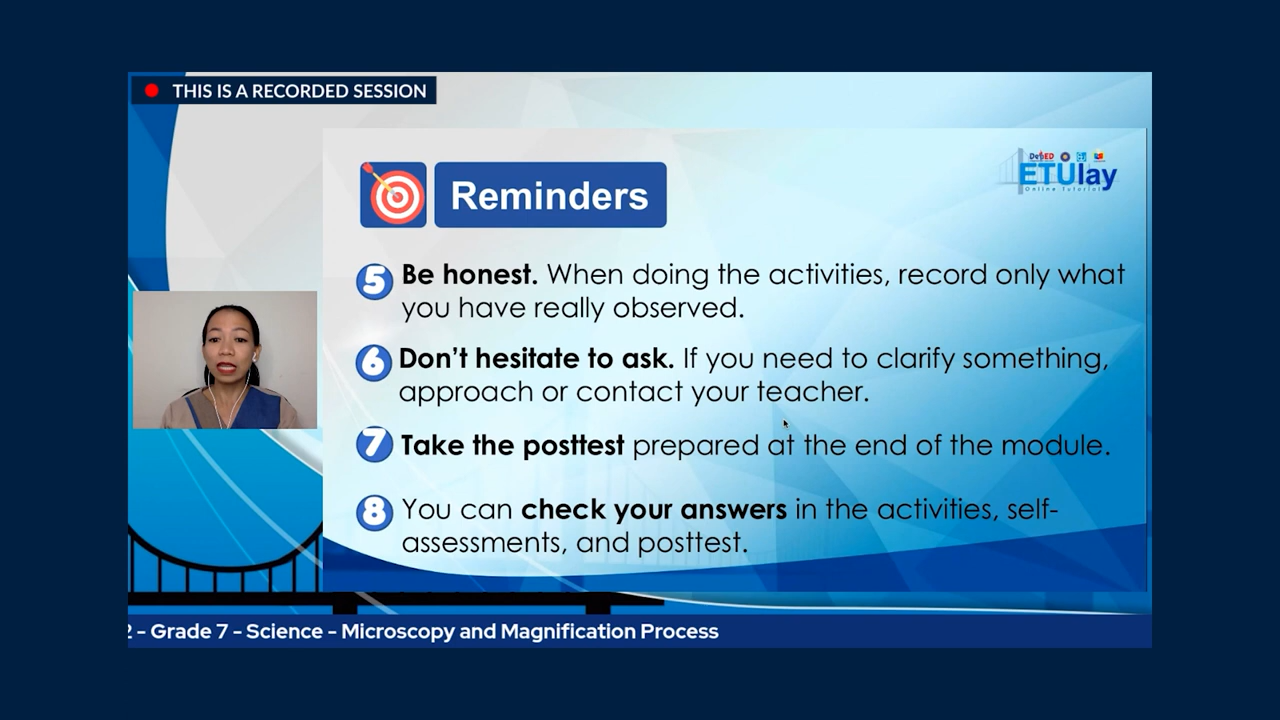 THIS IS A RECORDED SESSION
DepED
ETUlay
Online Tutorial
Reminders
5 Be honest. When doing the activities, record only what
you have really observed.
6 Don't hesitate to ask. If you need to clarify something,
approach or contact your teacher.
7 Take the posttest prepared at the end of the module.
8 You can check your answers in the activities, self-
assessments, and posttest.
2 - Grade 7 - Science - Microscopy and Magnification Process